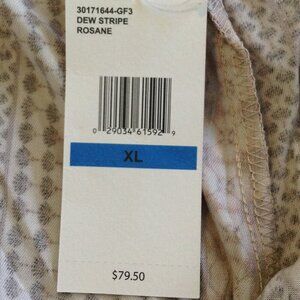 30171644-GF3
DEW STRIPE
ROSANE
0 29034 61592 9
XL
$79.50